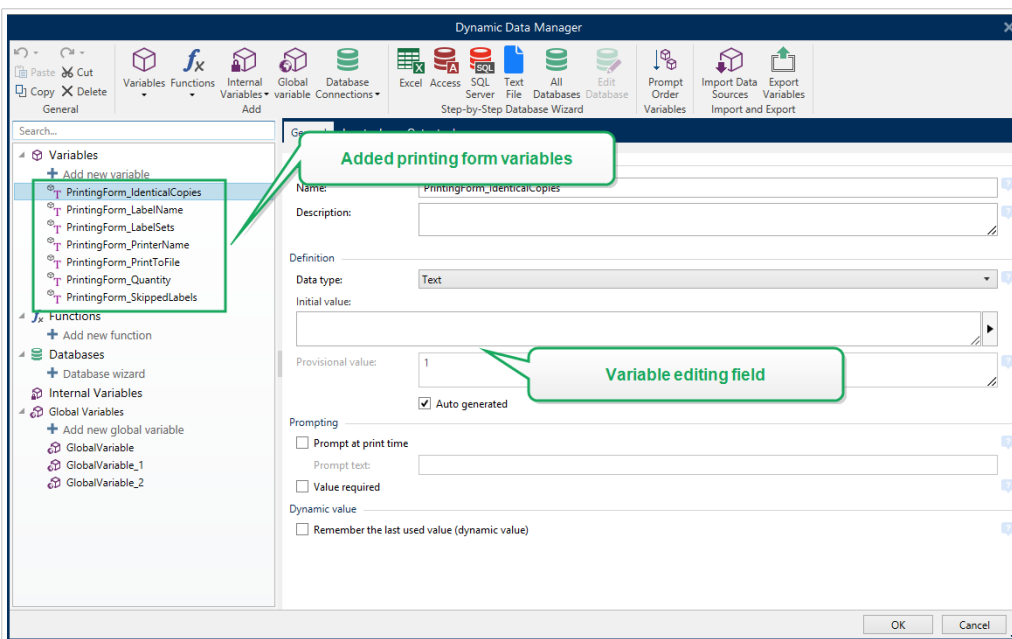 Dynamic Data Manager
Paste Cut
Copy Delete
General
Variables Functions Internal Variables Global variable Database Connections
Add
Excel Access SQL Server Text File All Databases Edit Database
Step-by-Step Database Wizard
Prompt Order
Variables
Import Data Sources Export Variables
Import and Export
Search...
Variables
Add new variable
PrintingForm_IdenticalCopies
PrintingForm_LabelName
PrintingForm_LabelSets
PrintingForm_PrinterName
PrintingForm_PrintToFile
PrintingForm_Quantity
PrintingForm_SkippedLabels
Functions
Add new function
Databases
Database wizard
Internal Variables
Global Variables
Add new global variable
GlobalVariable
GlobalVariable_1
GlobalVariable_2
Added printing form variables
Name: PrintingForm_IdenticalCopies
Description:
Definition
Data type: Text
Initial value:
Provisional value: 1
Variable editing field
Auto generated
Prompting
Prompt at print time
Prompt text:
Value required
Dynamic value
Remember the last used value (dynamic value)
OK Cancel